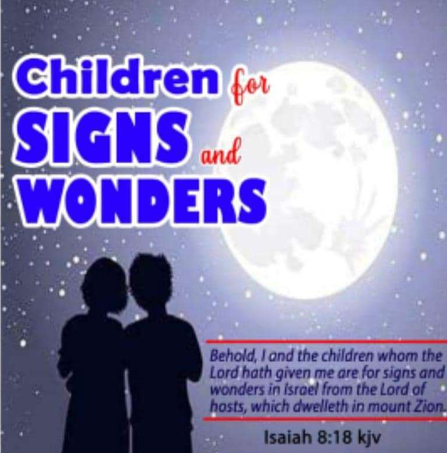 Children for
SIGNS and
WONDERS
Behold, I and the children whom the
Lord hath given me are for signs and
wonders in Israel from the Lord of
hosts, which dwelleth in mount Zion.
Isaiah 8:18 kjv